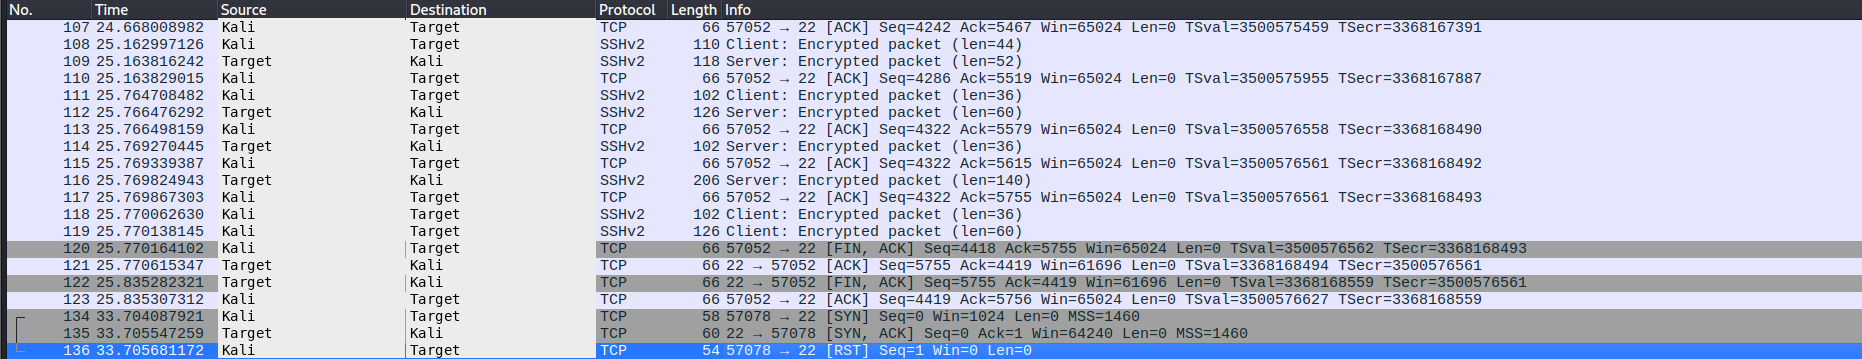 No. Time Source Destination Protocol Length Info
107 24.668008982 Kali Target TCP 66 57052 → 22 [ACK] Seq=4242 Ack=5467 Win=65024 Len=0 TSval=3500575459 TSecr=3368167391
108 25.162997126 Kali Target SSHv2 110 Client: Encrypted packet (len=44)
109 25.163816242 Target Kali SSHv2 118 Server: Encrypted packet (len=52)
110 25.163829015 Kali Target TCP 66 57052 → 22 [ACK] Seq=4286 Ack=5519 Win=65024 Len=0 TSval=3500575955 TSecr=3368167887
111 25.764708482 Kali Target SSHv2 102 Client: Encrypted packet (len=36)
112 25.766476292 Target Kali SSHv2 126 Server: Encrypted packet (len=60)
113 25.766498159 Kali Target TCP 66 57052 → 22 [ACK] Seq=4322 Ack=5579 Win=65024 Len=0 TSval=3500576558 TSecr=3368168490
114 25.769270445 Target Kali SSHv2 102 Server: Encrypted packet (len=36)
115 25.769339387 Kali Target TCP 66 57052 → 22 [ACK] Seq=4322 Ack=5615 Win=65024 Len=0 TSval=3500576561 TSecr=3368168492
116 25.769824943 Target Kali SSHv2 206 Server: Encrypted packet (len=140)
117 25.769867303 Kali Target TCP 66 57052 → 22 [ACK] Seq=4322 Ack=5755 Win=65024 Len=0 TSval=3500576561 TSecr=3368168493
118 25.770062630 Kali Target SSHv2 102 Client: Encrypted packet (len=36)
119 25.770138145 Kali Target SSHv2 126 Client: Encrypted packet (len=60)
120 25.770164102 Kali Target TCP 66 57052 → 22 [FIN, ACK] Seq=4418 Ack=5755 Win=65024 Len=0 TSval=3500576562 TSecr=3368168493
121 25.770615347 Target Kali TCP 66 22 → 57052 [ACK] Seq=5755 Ack=4419 Win=61696 Len=0 TSval=3368168494 TSecr=3500576561
122 25.835282321 Target Kali TCP 66 22 → 57052 [FIN, ACK] Seq=5755 Ack=4419 Win=61696 Len=0 TSval=3368168559 TSecr=3500576561
123 25.835307312 Kali Target TCP 66 57052 → 22 [ACK] Seq=4419 Ack=5756 Win=65024 Len=0 TSval=3500576627 TSecr=3368168559
134 33.704087921 Kali Target TCP 58 57078 → 22 [SYN] Seq=0 Win=1024 Len=0 MSS=1460
135 33.705547259 Target Kali TCP 60 22 → 57078 [SYN, ACK] Seq=0 Ack=1 Win=64240 Len=0 MSS=1460
136 33.705681172 Kali Target TCP 54 57078 → 22 [RST] Seq=1 Win=0 Len=0